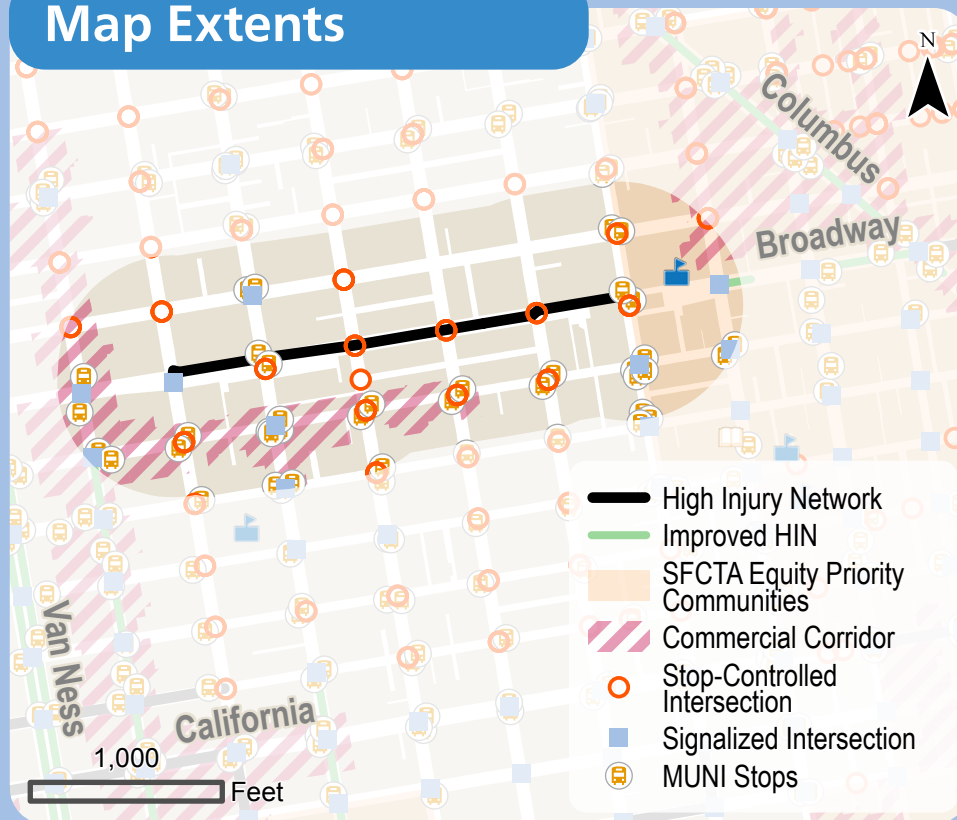 Map Extents
N
Columbus
Broadway
Van Ness
California
1,000
Feet
High Injury Network
Improved HIN
SFCTA Equity Priority
Communities
Commercial Corridor
Stop-Controlled
Intersection
Signalized Intersection
MUNI Stops